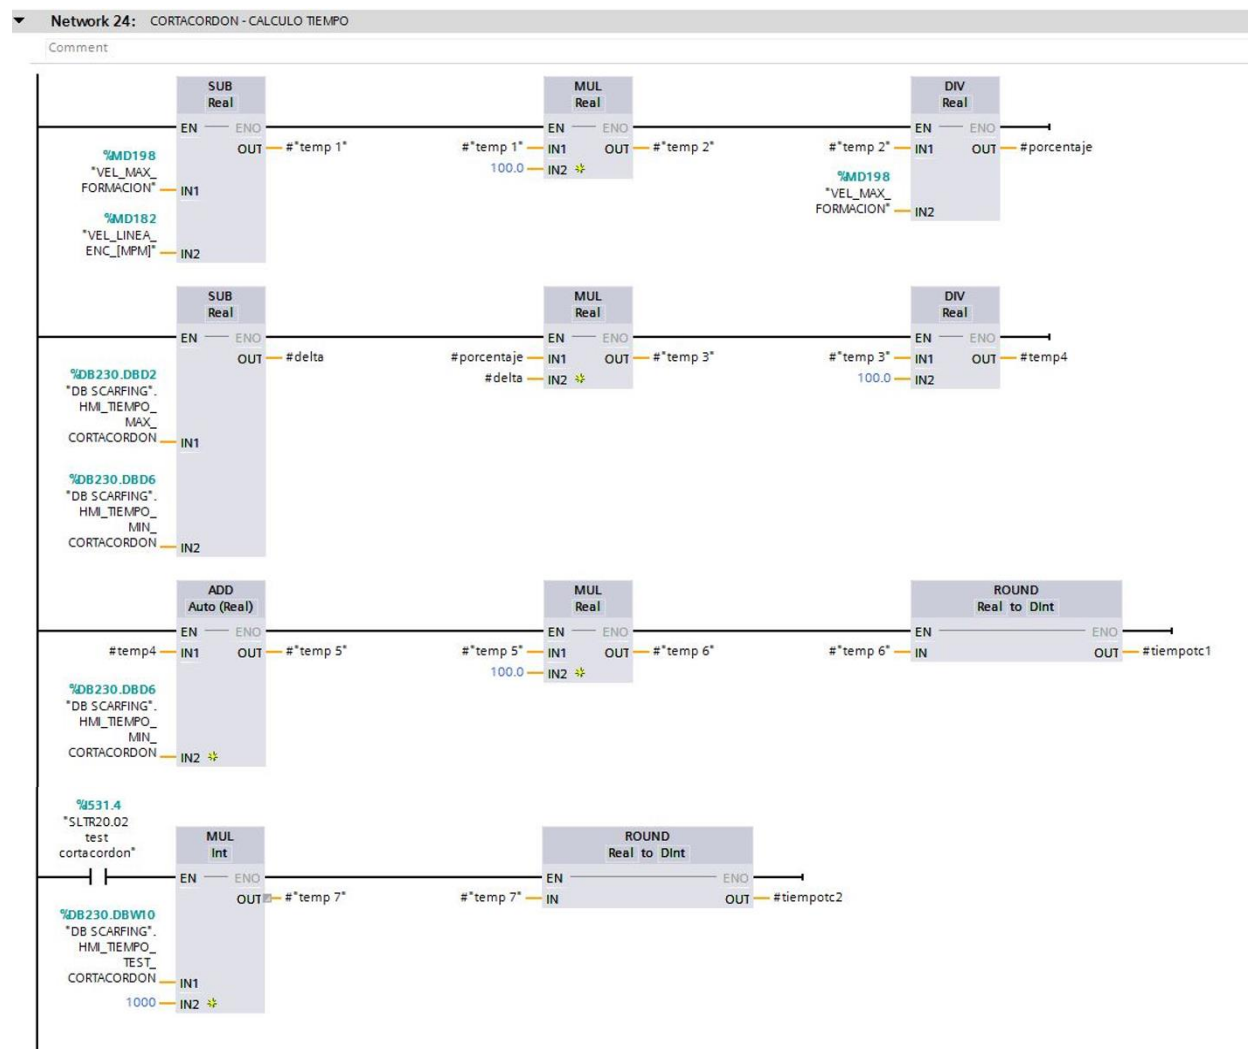 Network 24: CORTACORDON - CALCULO TIEMPO
Comment
SUB
Real
MUL
Real
DIV
Real
EN ENO
EN ENO
EN ENO
OUT #"temp 1"
#"temp 1" IN1 OUT #"temp 2"
#"temp 2" IN1 OUT #porcentaje
%MD198
"VEL_MAX_
FORMACION" IN1
100.0 IN2
%MD198
"VEL_MAX_
FORMACION" IN2
%MD182
"VEL_LINEA_
ENC_[MPM]" IN2
SUB
Real
MUL
Real
DIV
Real
EN ENO
EN ENO
EN ENO
OUT #delta
#porcentaje IN1 OUT #"temp 3"
#"temp 3" IN1 OUT #temp4
#delta IN2
100.0 IN2
%DB230.DBD2
"DB SCARFING".
HMI_TIEMPO_
MAX_
CORTACORDON IN1
%DB230.DBD6
"DB SCARFING".
HMI_TIEMPO_
MIN_
CORTACORDON IN2
ADD
Auto (Real)
MUL
Real
ROUND
Real to DInt
EN ENO
EN ENO
EN ENO
#temp4 IN1 OUT #"temp 5"
#"temp 5" IN1 OUT #"temp 6"
#"temp 6" IN OUT #tiempotc1
100.0 IN2
%DB230.DBD6
"DB SCARFING".
HMI_TIEMPO_
MIN_
CORTACORDON IN2
%I531.4
"SLTR20.02
test
cortacordon"
MUL
Int
ROUND
Real to DInt
EN ENO
EN ENO
OUT #"temp 7"
#"temp 7" IN OUT #tiempotc2
%DB230.DBW10
"DB SCARFING".
HMI_TIEMPO_
TEST_
CORTACORDON IN1
1000 IN2